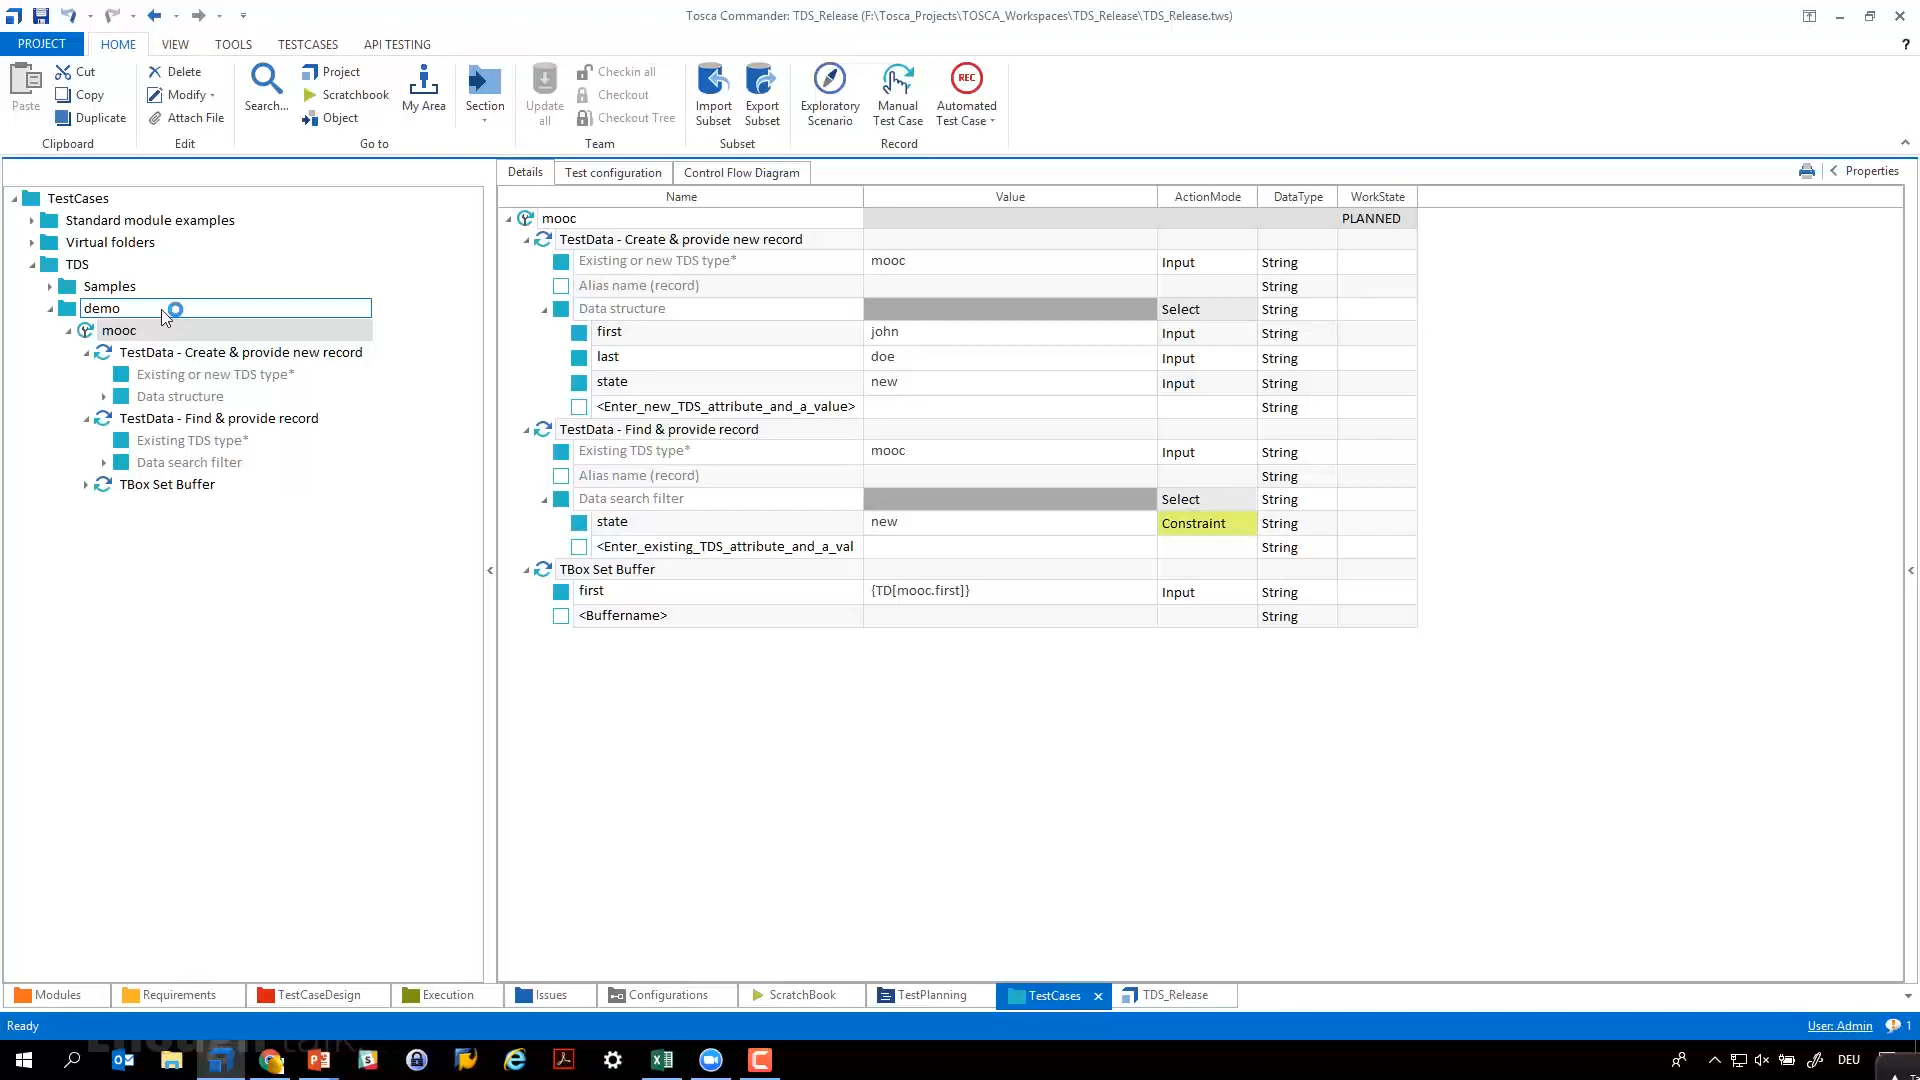 Tosca Commander: TDS_Release (F:\Tosca_Projects\TOSCA_Workspaces\TDS_Release\TDS_Release.tws)
PROJECT HOME VIEW TOOLS TESTCASES API TESTING ?
Paste
Cut
Copy
Duplicate
Clipboard
Delete
Modify
Attach File
Edit
Search...
Project
Scratchbook
Object
My Area
Go to
Section
Update all
Checkin all
Checkout
Checkout Tree
Team
Import Subset
Export Subset
Subset
Exploratory Scenario
Manual Test Case
REC
Automated Test Case
Record
TestCases
Standard module examples
Virtual folders
TDS
Samples
demo
mooc
TestData - Create & provide new record
Existing or new TDS type*
Data structure
TestData - Find & provide record
Existing TDS type*
Data search filter
TBox Set Buffer
Details Test configuration Control Flow Diagram Properties
Name Value ActionMode DataType WorkState
mooc PLANNED
TestData - Create & provide new record
Existing or new TDS type* mooc Input String
Alias name (record) String
Data structure Select String
first john Input String
last doe Input String
state new Input String
<Enter_new_TDS_attribute_and_a_value> String
TestData - Find & provide record
Existing TDS type* mooc Input String
Alias name (record) String
Data search filter Select String
state new Constraint String
<Enter_existing_TDS_attribute_and_a_val String
TBox Set Buffer
first {TD[mooc.first]} Input String
<Buffername> String
Modules Requirements TestCaseDesign Execution Issues Configurations ScratchBook TestPlanning TestCases TDS_Release
Ready User: Admin 1
DEU